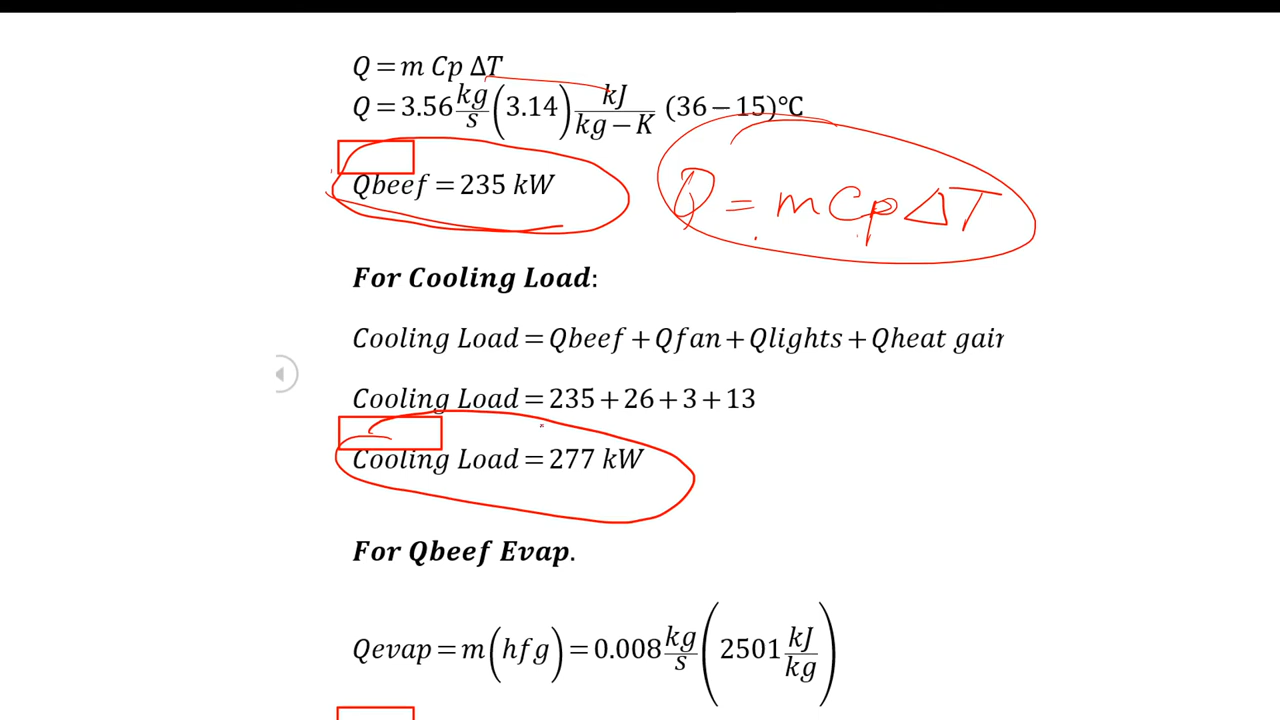 Q = m Cp ΔT
Q = 3.56 kg/s (3.14) kJ/kg−K (36−15)°C
Qbeef = 235 kW
Q = mCpΔT
For Cooling Load:
Cooling Load = Qbeef + Qfan + Qlights + Qheat gain
Cooling Load = 235 + 26 + 3 + 13
Cooling Load = 277 kW
For Qbeef Evap.
Qevap = m(hfg) = 0.008 kg/s (2501 kJ/kg)